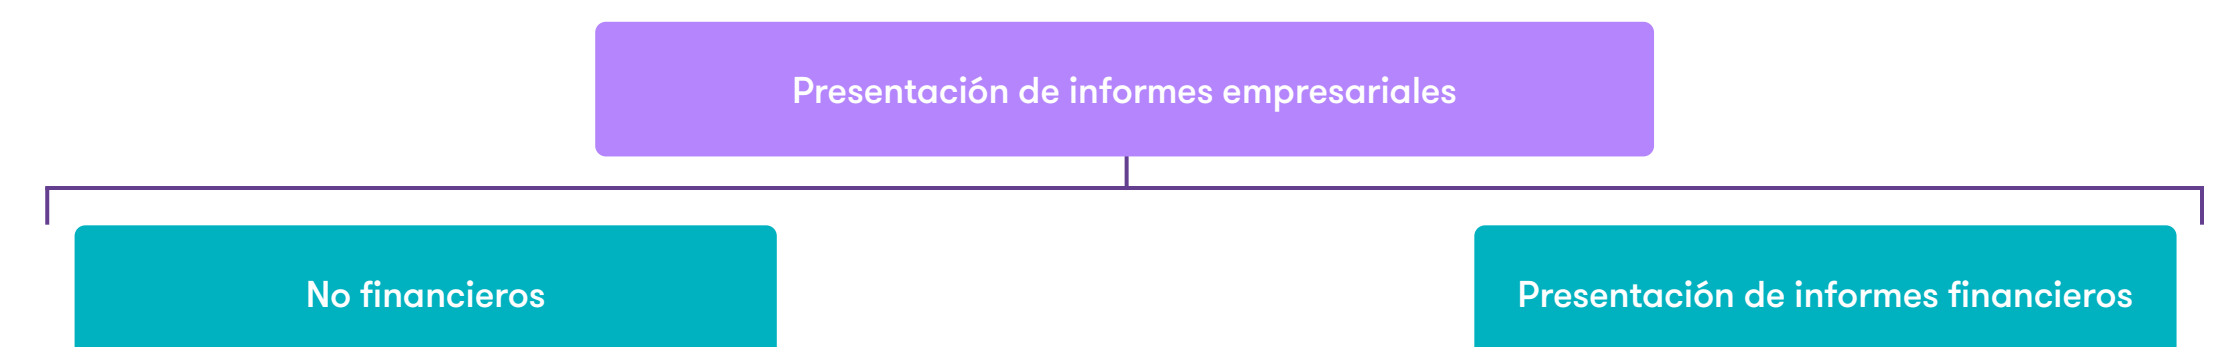 Presentación de informes empresariales
No financieros
Presentación de informes financieros